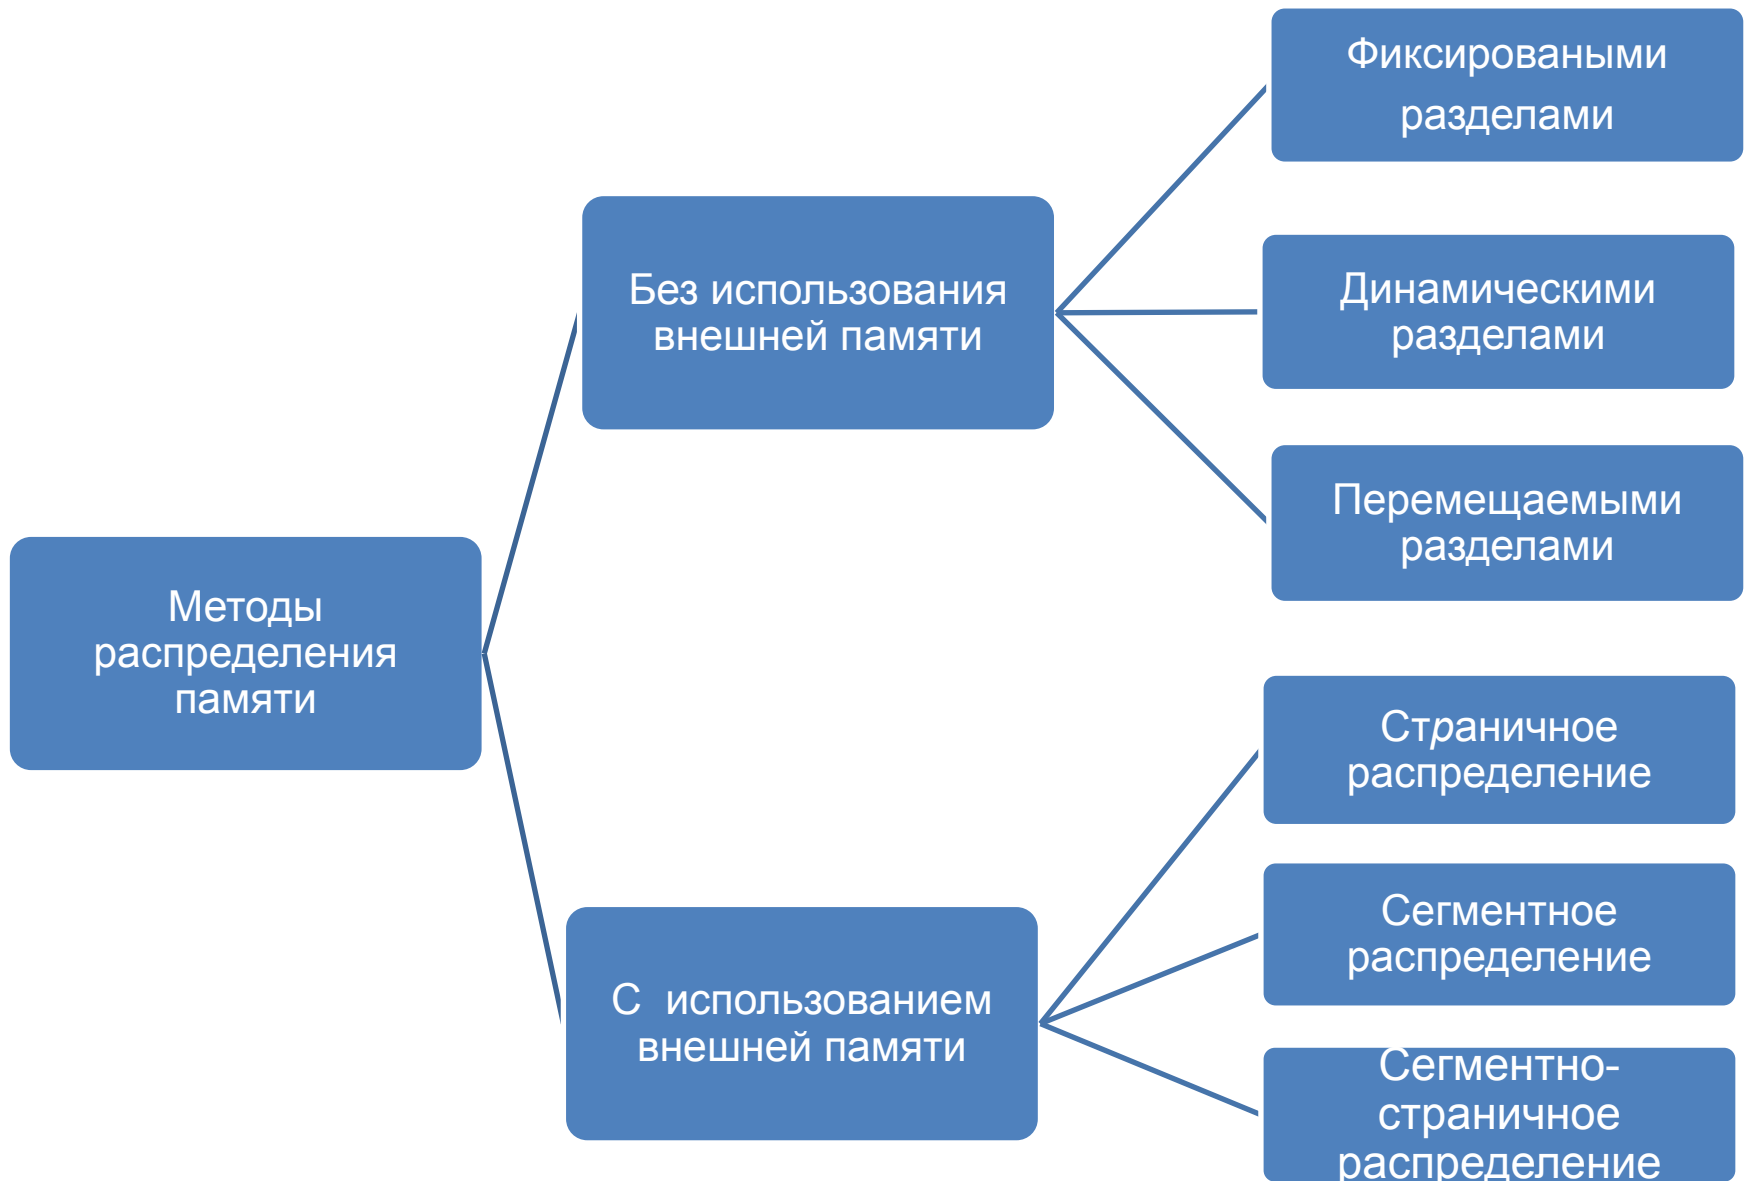 Методы
распределения
памяти
Без использования
внешней памяти
Фиксироваными
разделами
Динамическими
разделами
Перемещаемыми
разделами
С  использованием
внешней памяти
Страничное
распределение
Сегментное
распределение
Сегментно-
страничное
распределение